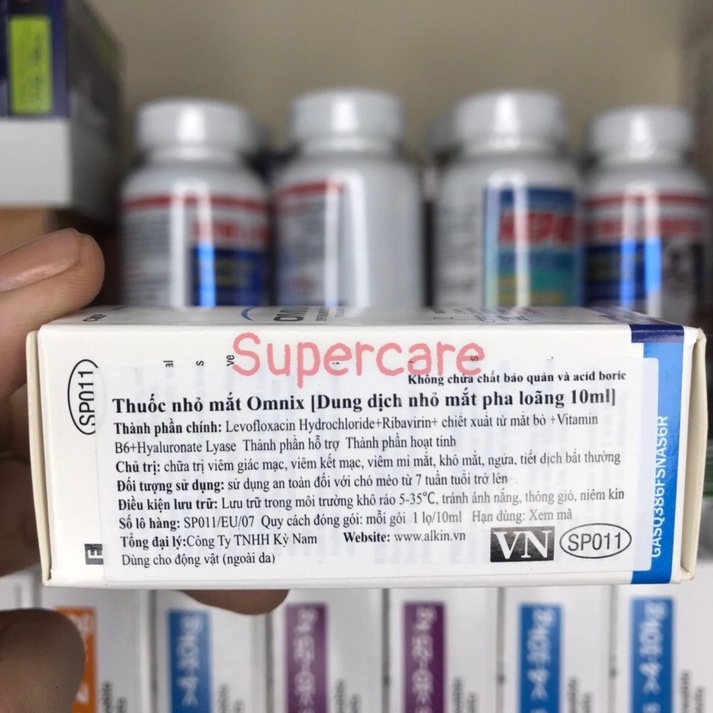 Supercare
SP011
Không chứa chất bảo quản và acid boric
Thuốc nhỏ mắt Omnix [Dung dịch nhỏ mắt pha loãng 10ml]
Thành phần chính: Levofloxacin Hydrochloride+Ribavirin+ chiết xuất từ mắt bò +Vitamin
B6+Hyaluronate Lyase Thành phần hỗ trợ Thành phần hoạt tính
Chủ trị: chữa trị viêm giác mạc, viêm kết mạc, viêm mi mắt, khô mắt, ngứa, tiết dịch bất thường
Đối tượng sử dụng: sử dụng an toàn đối với chó mèo từ 7 tuần tuổi trở lên
Điều kiện lưu trữ: Lưu trữ trong môi trường khô ráo 5-35°C, tránh ánh nắng, thông gió, niêm kín
Số lô hàng: SP011/EU/07 Quy cách đóng gói: mỗi gói 1 lọ/10ml Hạn dùng: Xem mã
Tổng đại lý:Công Ty TNHH Kỳ Nam Website: www.alkin.vn
VN SP011
Dùng cho động vật (ngoài da)
GASQ386FSNAS6R